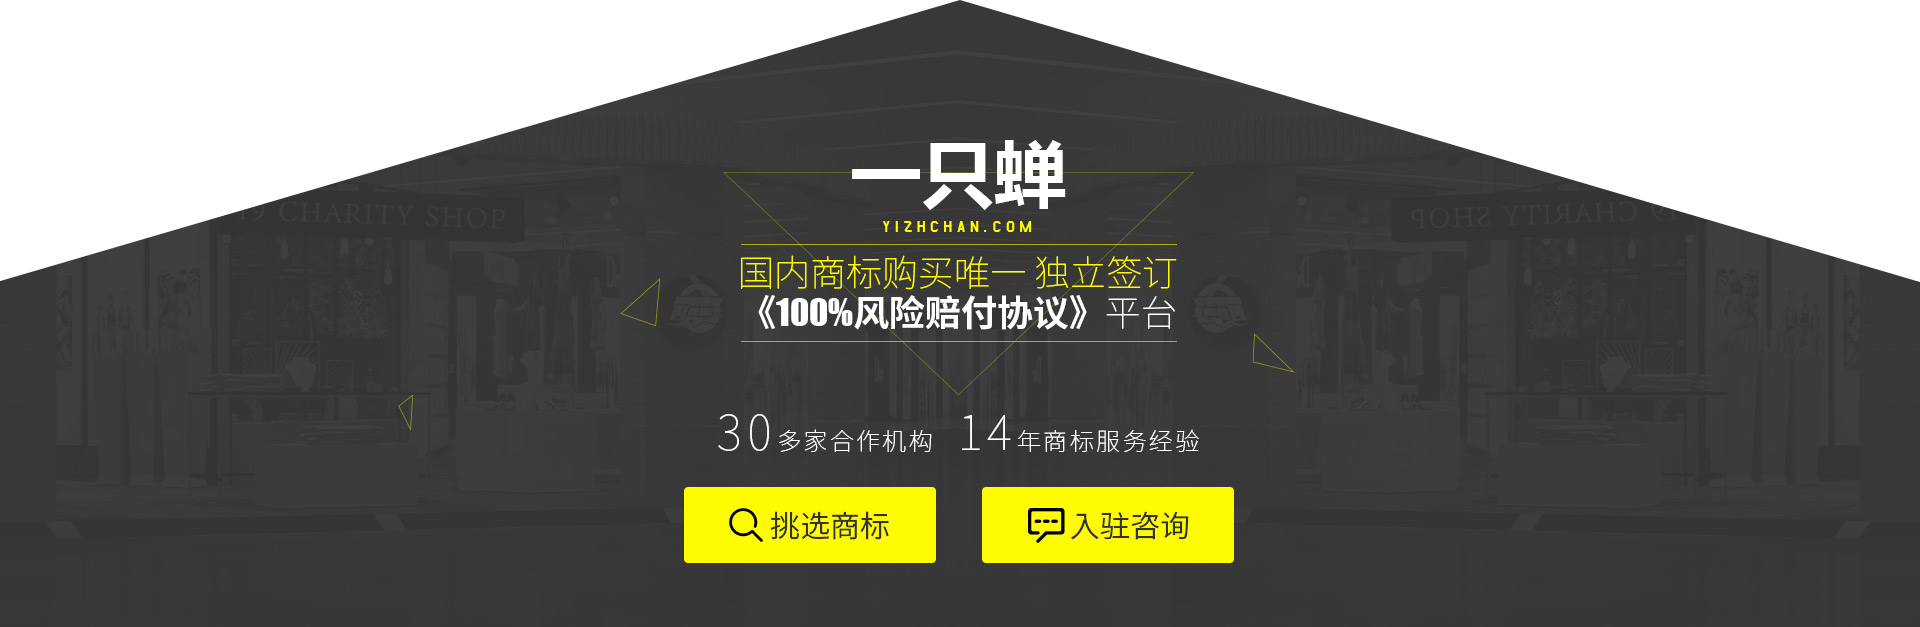 一只蝉
YIZHCHAN.COM
国内商标购买唯一 独立签订
《100%风险赔付协议》平台
30多家合作机构 14年商标服务经验
挑选商标
入驻咨询
19 CHARITY SHOP
19 CHARITY SHOP